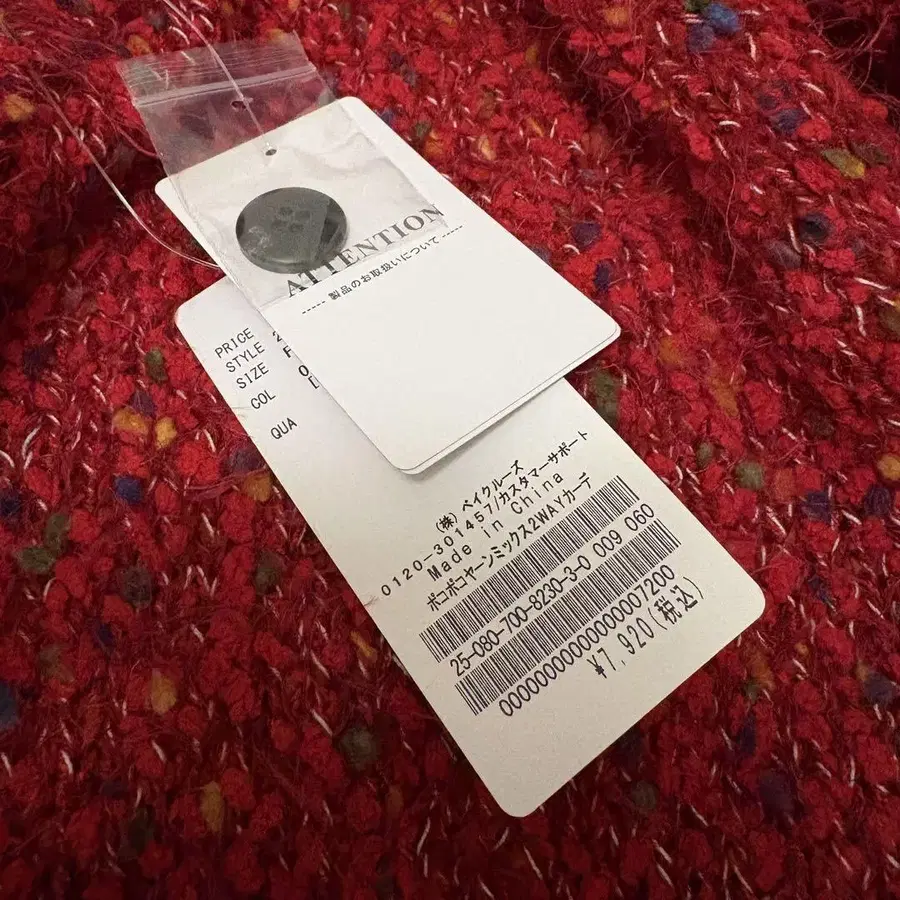 ATTENTION
----- 製品のお取扱いについて -----
PRICE
STYLE 2
SIZE F
COL 0
QUA
(株) ベイクルーズ
0120-301457/カスタマーサポート
Made in China
ポコポコヤーンミックス2WAYカーデ
25-080-700-8230-3-0 009 060
0000000000000007200
¥7,920(税込)